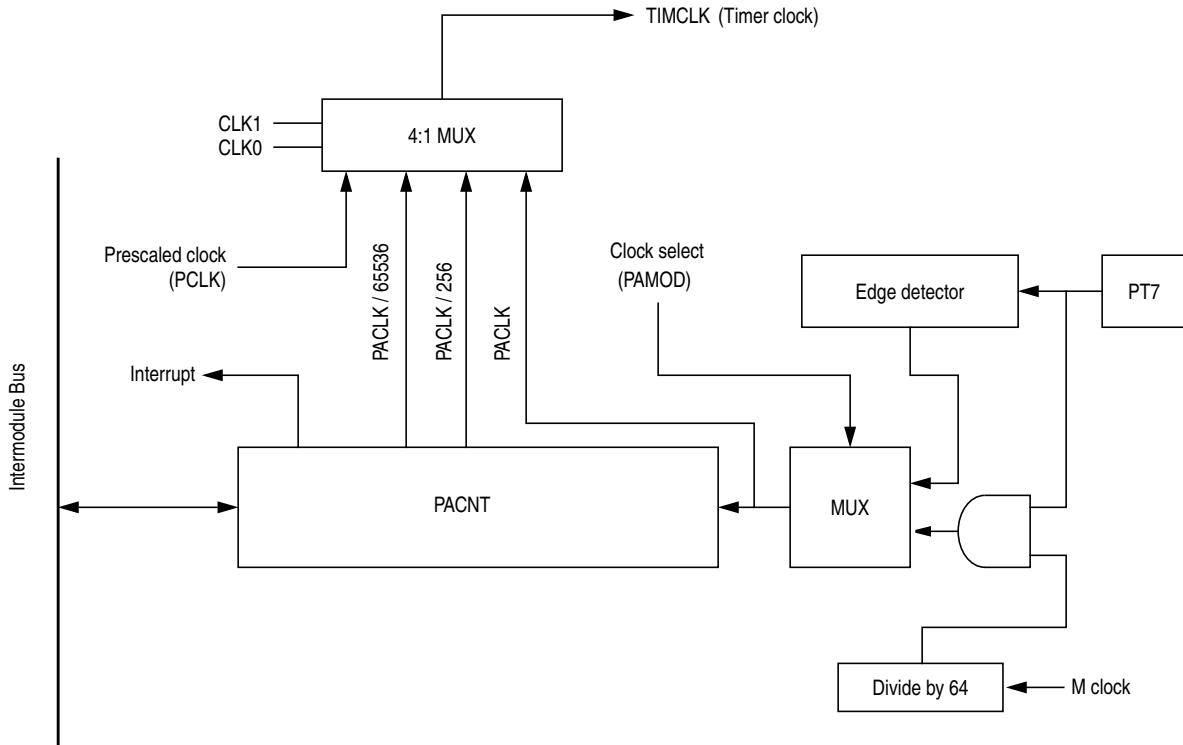 TIMCLK (Timer clock)
CLK1
CLK0
4:1 MUX
Prescaled clock
(PCLK)
PACLK / 65536
PACLK / 256
PACLK
Clock select
(PAMOD)
Edge detector
PT7
Interrupt
Intermodule Bus
PACNT
MUX
Divide by 64
M clock